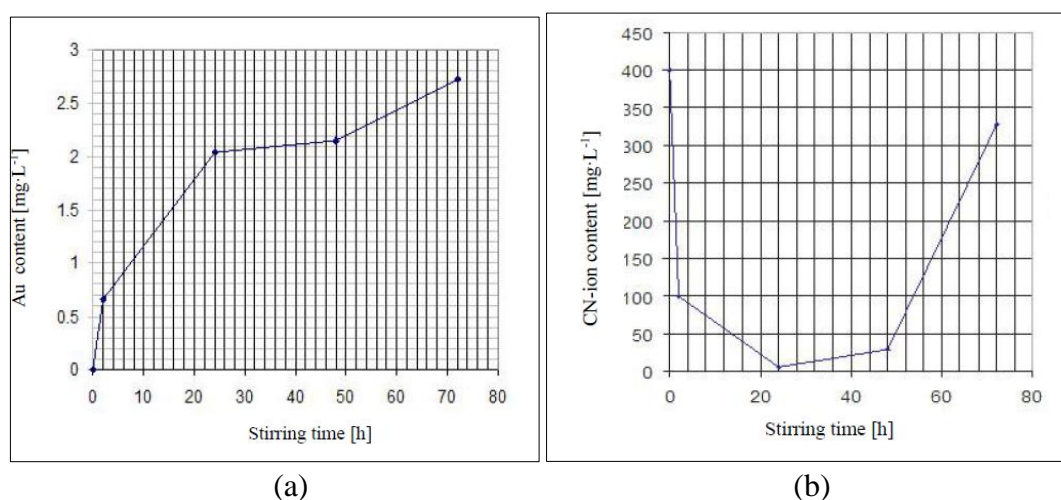 3
2.5
2
1.5
1
0.5
0
0 10 20 30 40 50 60 70 80
Au content [mg·L⁻¹]
Stirring time [h]
(a)
450
400
350
300
250
200
150
100
50
0
0 20 40 60 80
CN-ion content [mg·L⁻¹]
Stirring time [h]
(b)